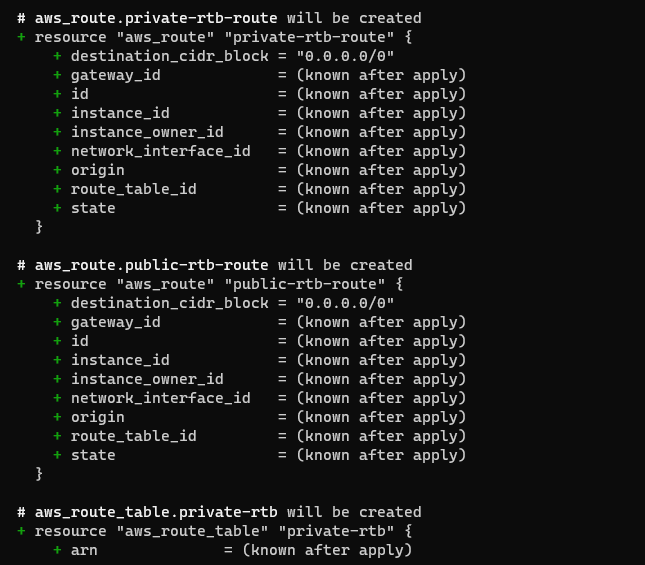 # aws_route.private-rtb-route will be created
+ resource "aws_route" "private-rtb-route" {
+ destination_cidr_block = "0.0.0.0/0"
+ gateway_id = (known after apply)
+ id = (known after apply)
+ instance_id = (known after apply)
+ instance_owner_id = (known after apply)
+ network_interface_id = (known after apply)
+ origin = (known after apply)
+ route_table_id = (known after apply)
+ state = (known after apply)
}
# aws_route.public-rtb-route will be created
+ resource "aws_route" "public-rtb-route" {
+ destination_cidr_block = "0.0.0.0/0"
+ gateway_id = (known after apply)
+ id = (known after apply)
+ instance_id = (known after apply)
+ instance_owner_id = (known after apply)
+ network_interface_id = (known after apply)
+ origin = (known after apply)
+ route_table_id = (known after apply)
+ state = (known after apply)
}
# aws_route_table.private-rtb will be created
+ resource "aws_route_table" "private-rtb" {
+ arn = (known after apply)